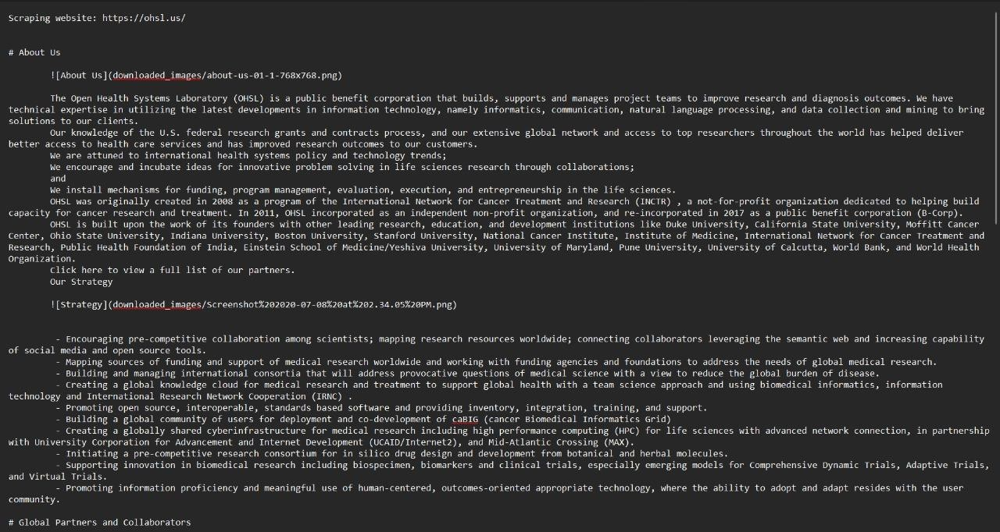 Scraping website: https://ohsl.us/
# About Us
![About Us](downloaded_images/about-us-01-1-768x768.png)
The Open Health Systems Laboratory (OHSL) is a public benefit corporation that builds, supports and manages project teams to improve research and diagnosis outcomes. We have
technical expertise in utilizing the latest developments in information technology, namely informatics, communication, natural language processing, and data collection and mining to bring
solutions to our clients.
Our knowledge of the U.S. federal research grants and contracts process, and our extensive global network and access to top researchers throughout the world has helped deliver
better access to health care services and has improved research outcomes to our customers.
We are attuned to international health systems policy and technology trends;
We encourage and incubate ideas for innovative problem solving in life sciences research through collaborations;
and
We install mechanisms for funding, program management, evaluation, execution, and entrepreneurship in the life sciences.
OHSL was originally created in 2008 as a program of the International Network for Cancer Treatment and Research (INCTR) , a not-for-profit organization dedicated to helping build
capacity for cancer research and treatment. In 2011, OHSL incorporated as an independent non-profit organization, and re-incorporated in 2017 as a public benefit corporation (B-Corp).
OHSL is built upon the work of its founders with other leading research, education, and development institutions like Duke University, California State University, Moffitt Cancer
Center, Ohio State University, Indiana University, Boston University, Stanford University, National Cancer Institute, Institute of Medicine, International Network for Cancer Treatment and
Research, Public Health Foundation of India, Einstein School of Medicine/Yeshiva University, University of Maryland, Pune University, University of Calcutta, World Bank, and World Health
Organization.
Click here to view a full list of our partners.
Our Strategy
![Strategy](downloaded_images/Screenshot%202020-07-08%20at%202.34.05%20PM.png)
- Encouraging pre-competitive collaboration among scientists; mapping research resources worldwide; connecting collaborators leveraging the semantic web and increasing capability
of social media and open source tools.
- Mapping sources of funding and support of medical research worldwide and working with funding agencies and foundations to address the needs of global medical research.
- Building and managing international consortia that will address provocative questions of medical science with a view to reduce the global burden of disease.
- Creating a global knowledge cloud for medical research and treatment to support global health with a team science approach and using biomedical informatics, information
technology and International Research Network Cooperation (IRNC) .
- Promoting open source, interoperable, standards based software and providing inventory, integration, training, and support.
- Building a global community of users for deployment and co-development of caBIG (cancer Biomedical Informatics Grid)
- Creating a globally shared cyberinfrastructure for medical research including high performance computing (HPC) for life sciences with advanced network connection, in partnership
with University Corporation for Advancement and Internet Development (UCAID/Internet2), and Mid-Atlantic Crossing (MAX).
- Initiating a pre-competitive research consortium for in silico drug design and development from botanical and herbal molecules.
- Supporting innovation in biomedical research including biospecimen, biomarkers and clinical trials, especially emerging models for Comprehensive Dynamic Trials, Adaptive Trials,
and Virtual Trials.
- Promoting information proficiency and meaningful use of human-centered, outcomes-oriented appropriate technology, where the ability to adopt and adapt resides with the user
community.
# Global Partners and Collaborators